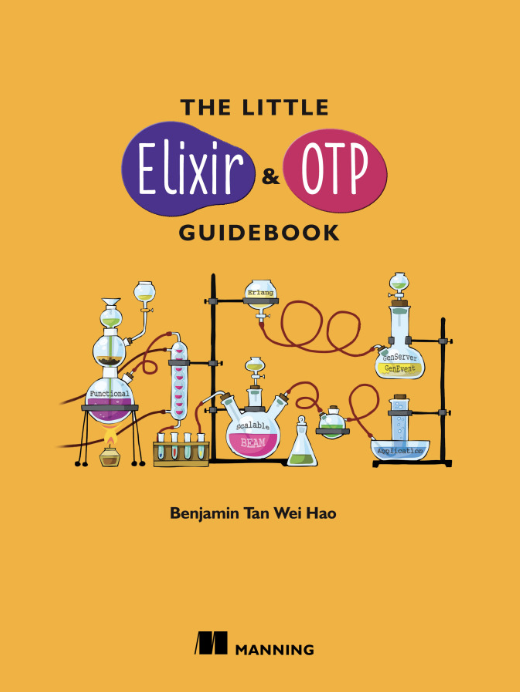 THE LITTLE
Elixir & OTP
GUIDEBOOK
Erlang
GenServer
GenEvent
Functional
Scalable
BEAM
Application
Benjamin Tan Wei Hao
MANNING